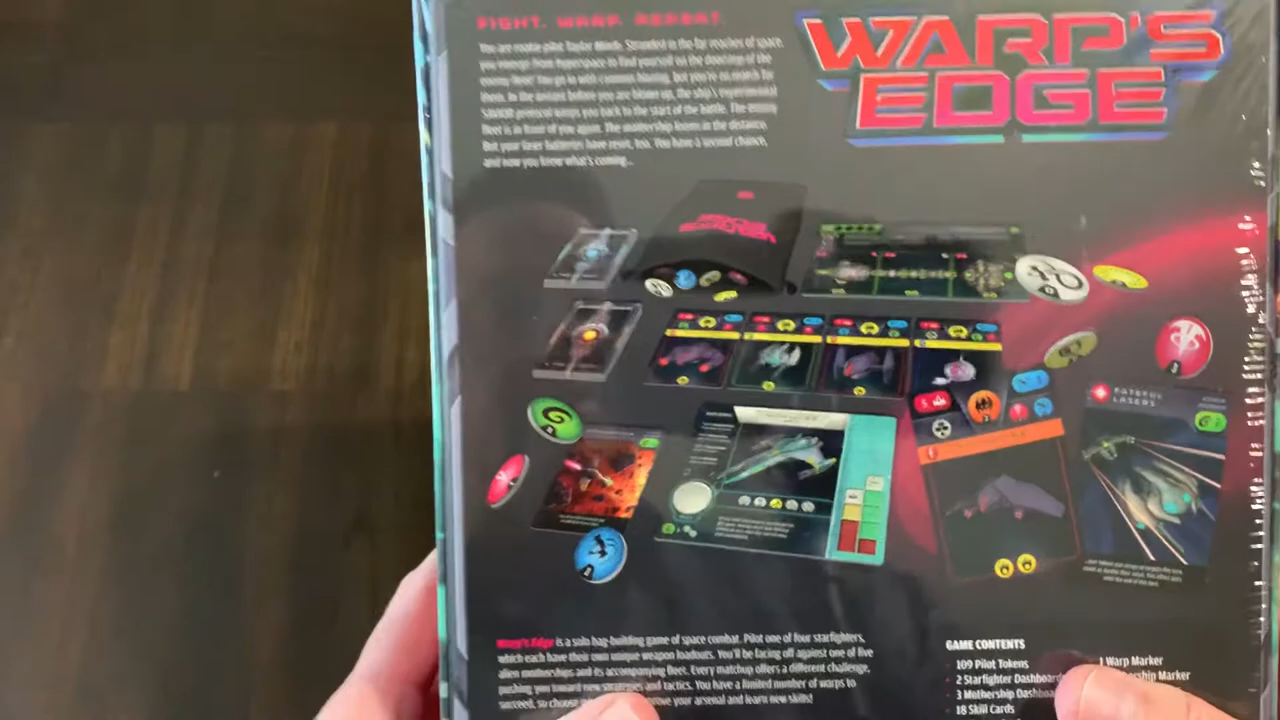 FIGHT. WARP. REPEAT.
WARP'S
EDGE
You are rookie pilot Taylor Minde. Stranded in the far reaches of space,
you emerge from hyperspace to find yourself on the doorstep of the
enemy fleet! You go in with cannons blazing, but you're no match for
them. In the instant before you are blown up, the ship's experimental
protocol warps you back to the start of the battle. The enemy
fleet is in front of you again. The mothership looms in the distance.
But your laser batteries have reset, too. You have a second chance,
and now you know what's coming...
FATEFUL
LASERS
Warp's Edge is a solo bag-building game of space combat. Pilot one of four starfighters,
which each have their own unique weapon loadouts. You'll be facing off against one of five
alien motherships and its accompanying fleet. Every matchup offers a different challenge,
pushing you toward new strategies and tactics. You have a limited number of warps to
succeed, so choose your arsenal and learn new skills!
GAME CONTENTS
109 Pilot Tokens
2 Starfighter Dashboards
3 Mothership
18 Skill Cards
1 Warp Marker
Marker